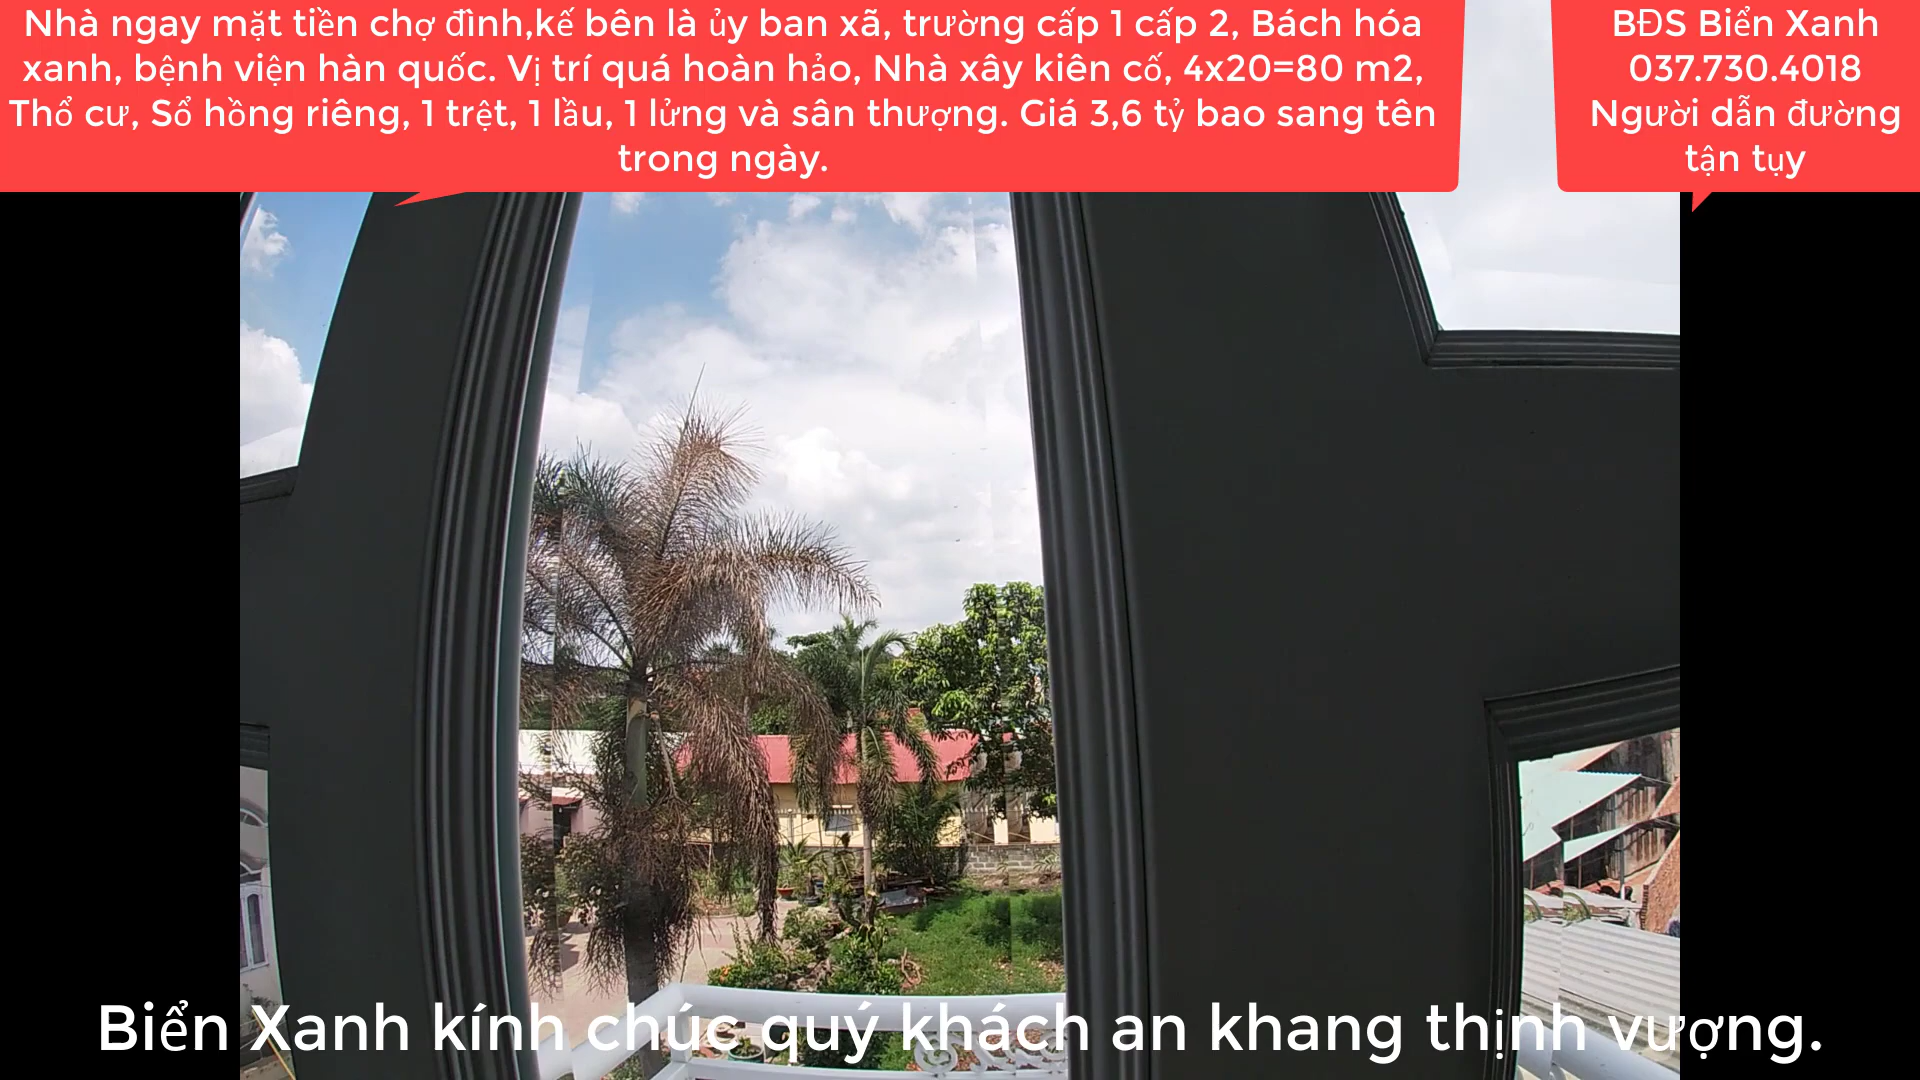 Nhà ngay mặt tiền chợ đình,kế bên là ủy ban xã, trường cấp 1 cấp 2, Bách hóa
xanh, bệnh viện hàn quốc. Vị trí quá hoàn hảo, Nhà xây kiên cố, 4x20=80 m2,
Thổ cư, Sổ hồng riêng, 1 trệt, 1 lầu, 1 lửng và sân thượng. Giá 3,6 tỷ bao sang tên
trong ngày.
BĐS Biển Xanh
037.730.4018
Người dẫn đường
tận tụy
Biển Xanh kính chúc quý khách an khang thịnh vượng.